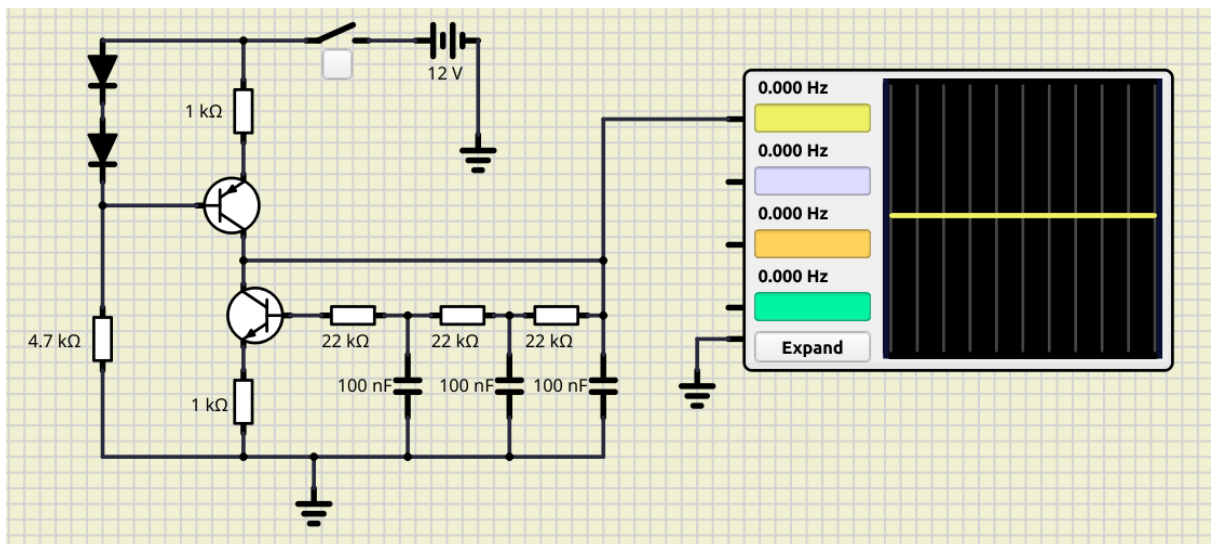 12 V
0.000 Hz
1 kΩ
0.000 Hz
0.000 Hz
0.000 Hz
4.7 kΩ
22 kΩ
22 kΩ
22 kΩ
Expand
100 nF
100 nF
100 nF
1 kΩ